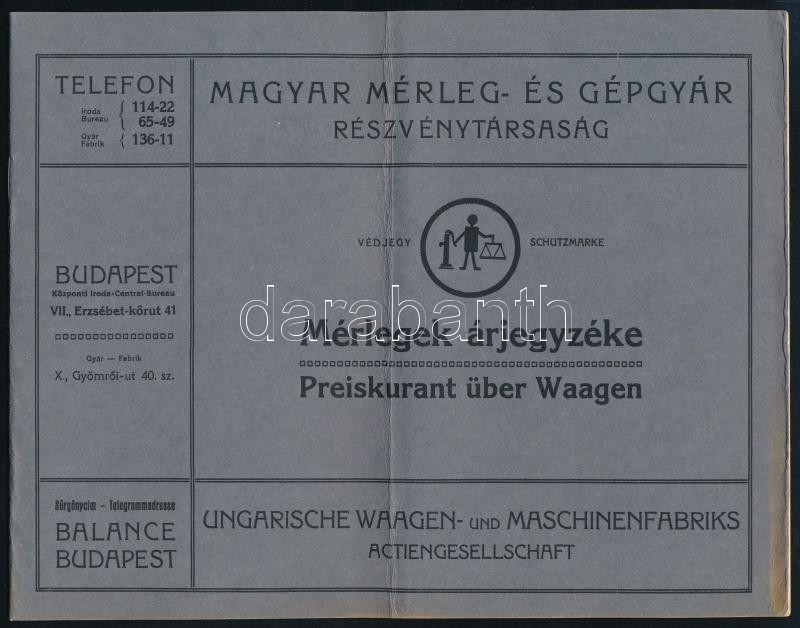 TELEFON
Iroda
Bureau
114-22
65-49
Gyár
Fabrik
136-11
MAGYAR MÉRLEG- ÉS GÉPGYÁR
RÉSZVÉNYTÁRSASÁG
VÉDJEGY
SCHUTZMARKE
BUDAPEST
Központi Iroda-Central-Bureau
VII., Erzsébet-körut 41
Gyár — Fabrik
X., Gyömrői-ut 40. sz.
darabanth
Mérlegek árjegyzéke
Preiskurant über Waagen
Sürgönycim - Telegrammadresse
BALANCE
BUDAPEST
UNGARISCHE WAAGEN- UND MASCHINENFABRIKS
ACTIENGESELLSCHAFT